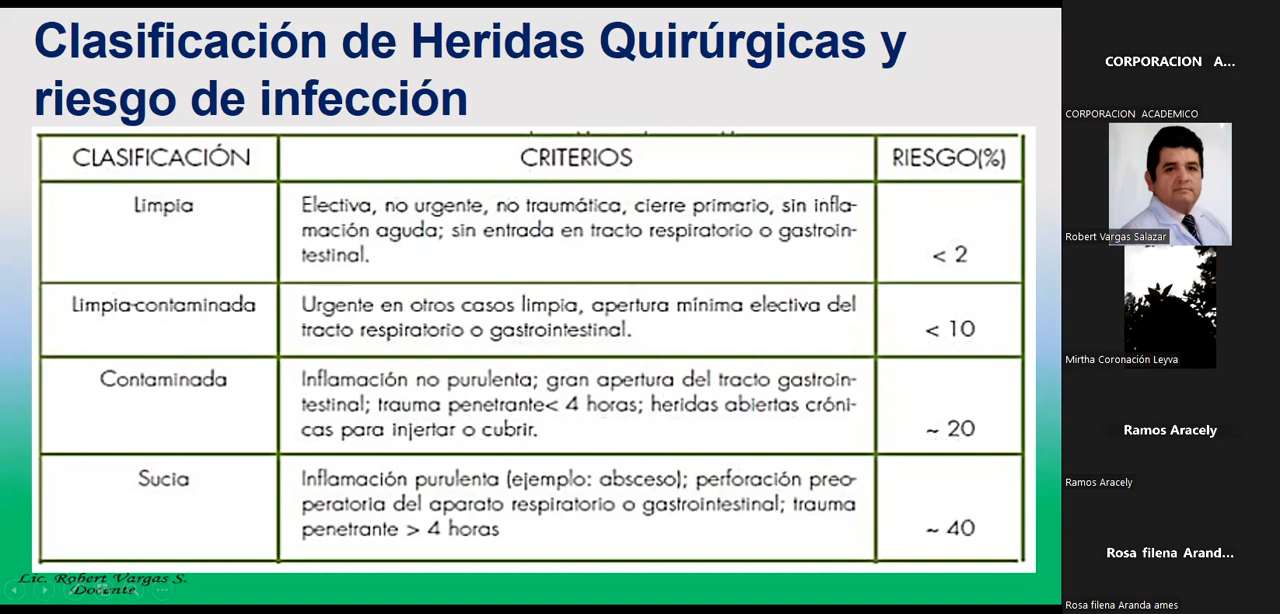 Clasificación de Heridas Quirúrgicas y
riesgo de infección
CLASIFICACIÓN
CRITERIOS
RIESGO(%)
Limpia
Electiva, no urgente, no traumática, cierre primario, sin infla-
mación aguda; sin entrada en tracto respiratorio o gastroin-
testinal.
< 2
Limpia-contaminada
Urgente en otros casos limpia, apertura mínima electiva del
tracto respiratorio o gastrointestinal.
< 10
Contaminada
Inflamación no purulenta; gran apertura del tracto gastroin-
testinal; trauma penetrante< 4 horas; heridas abiertas cróni-
cas para injertar o cubrir.
~ 20
Sucia
Inflamación purulenta (ejemplo: absceso); perforación preo-
peratoria del aparato respiratorio o gastrointestinal; trauma
penetrante > 4 horas
~ 40
Lic. Robert Vargas S.
Docente
CORPORACION A...
CORPORACION ACADEMICO
Robert Vargas Salazar
Mirtha Coronación Leyva
Ramos Aracely
Ramos Aracely
Rosa filena Arand...
Rosa filena Aranda ames